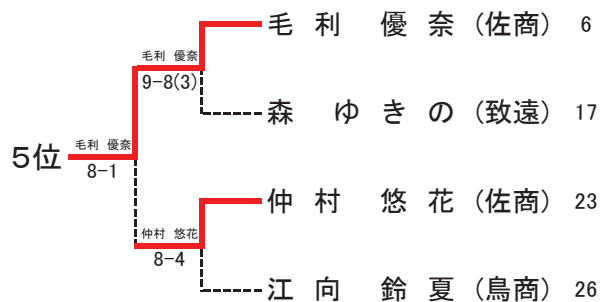 毛利 優奈 (佐商) 6
毛利 優奈
9-8(3)
森 ゆきの (致遠) 17
5位
毛利 優奈
8-1
仲村 悠花 (佐商) 23
仲村 悠花
8-4
江向 鈴夏 (鳥商) 26